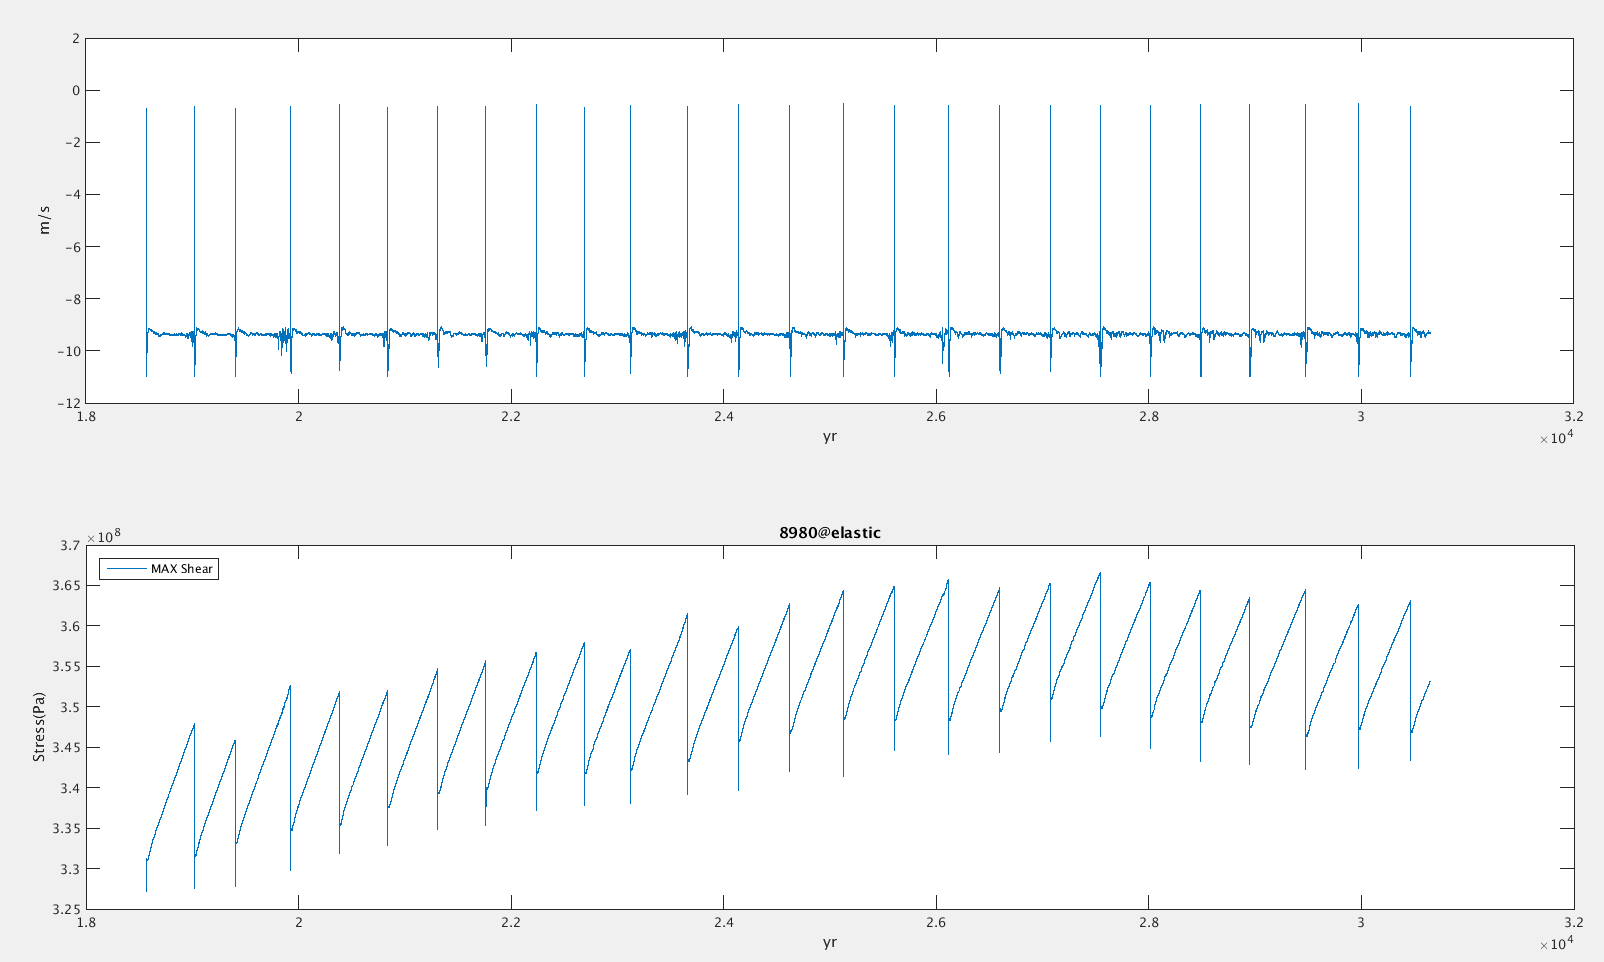 2
0
-2
-4
-6
-8
-10
-12
m/s
1.8 2 2.2 2.4 2.6 2.8 3 3.2
yr
×10^4
8980@elastic
×10^8
3.7
3.65
3.6
3.55
3.5
3.45
3.4
3.35
3.3
3.25
MAX Shear
Stress(Pa)
1.8 2 2.2 2.4 2.6 2.8 3 3.2
yr
×10^4